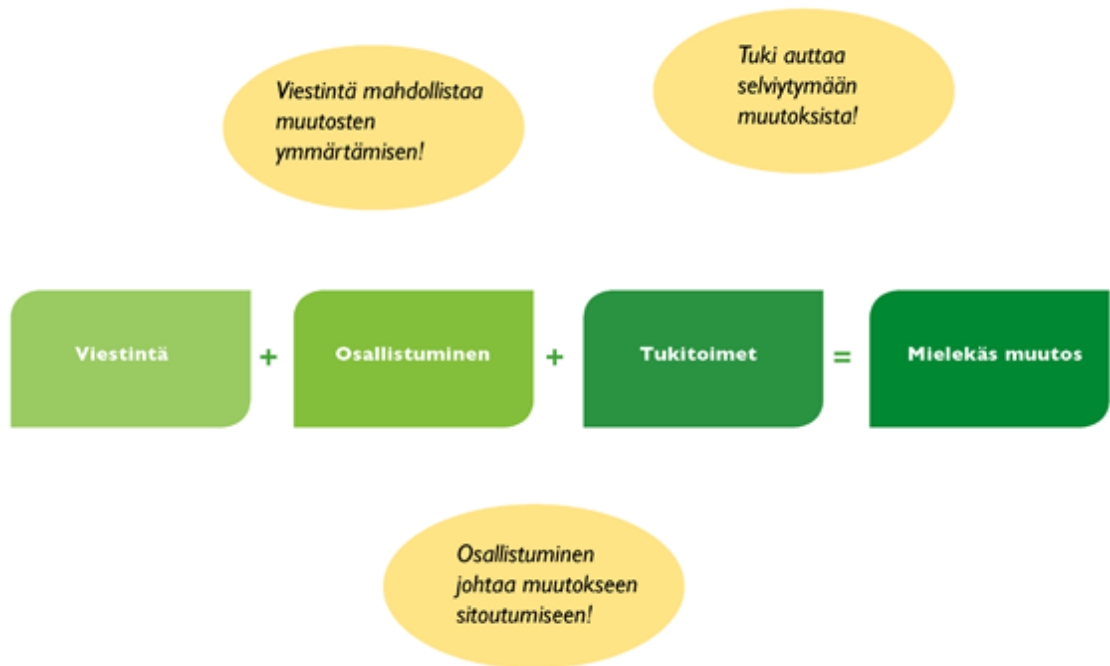 Viestintä mahdollistaa
muutosten
ymmärtämisen!
Tuki auttaa
selviytymään
muutoksista!
Viestintä + Osallistuminen + Tukitoimet = Mielekäs muutos
Osallistuminen
johtaa muutokseen
sitoutumiseen!